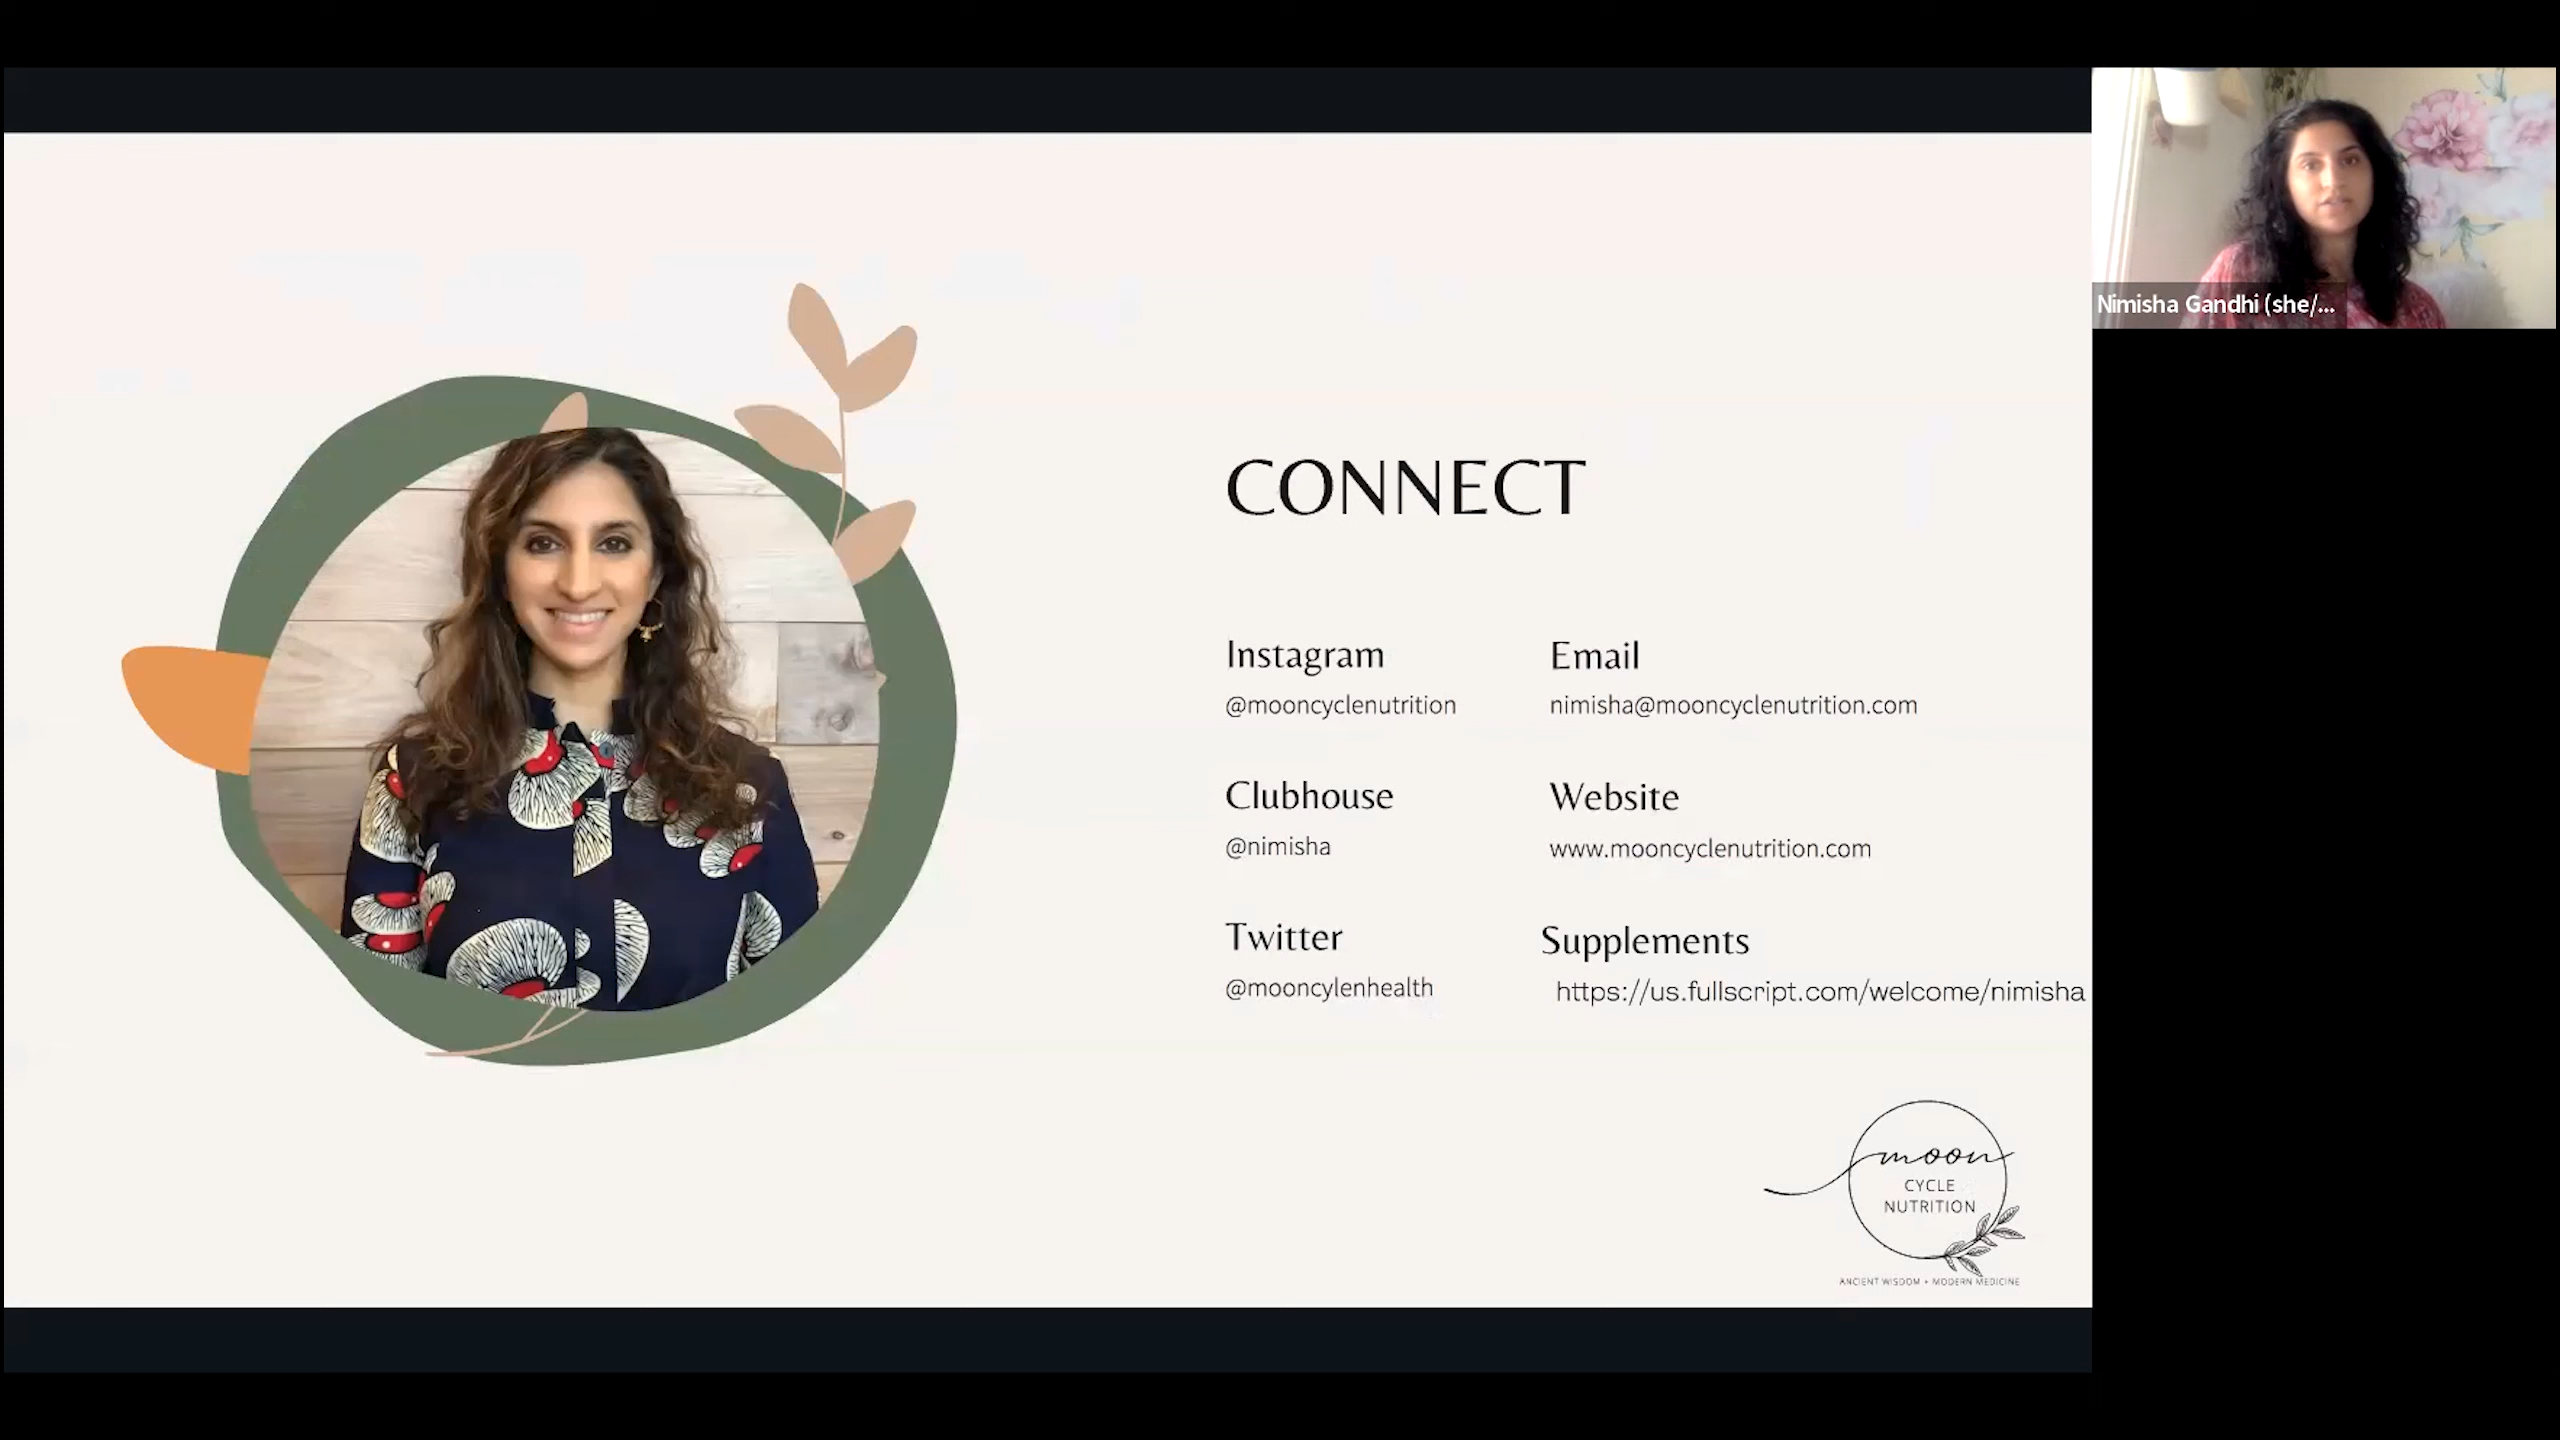 Nimisha Gandhi (she/...
CONNECT
Instagram
@mooncyclenutrition
Email
nimisha@mooncyclenutrition.com
Clubhouse
@nimisha
Website
www.mooncyclenutrition.com
Twitter
@mooncylenhealth
Supplements
https://us.fullscript.com/welcome/nimisha
moon
CYCLE
NUTRITION
ANCIENT WISDOM + MODERN MEDICINE